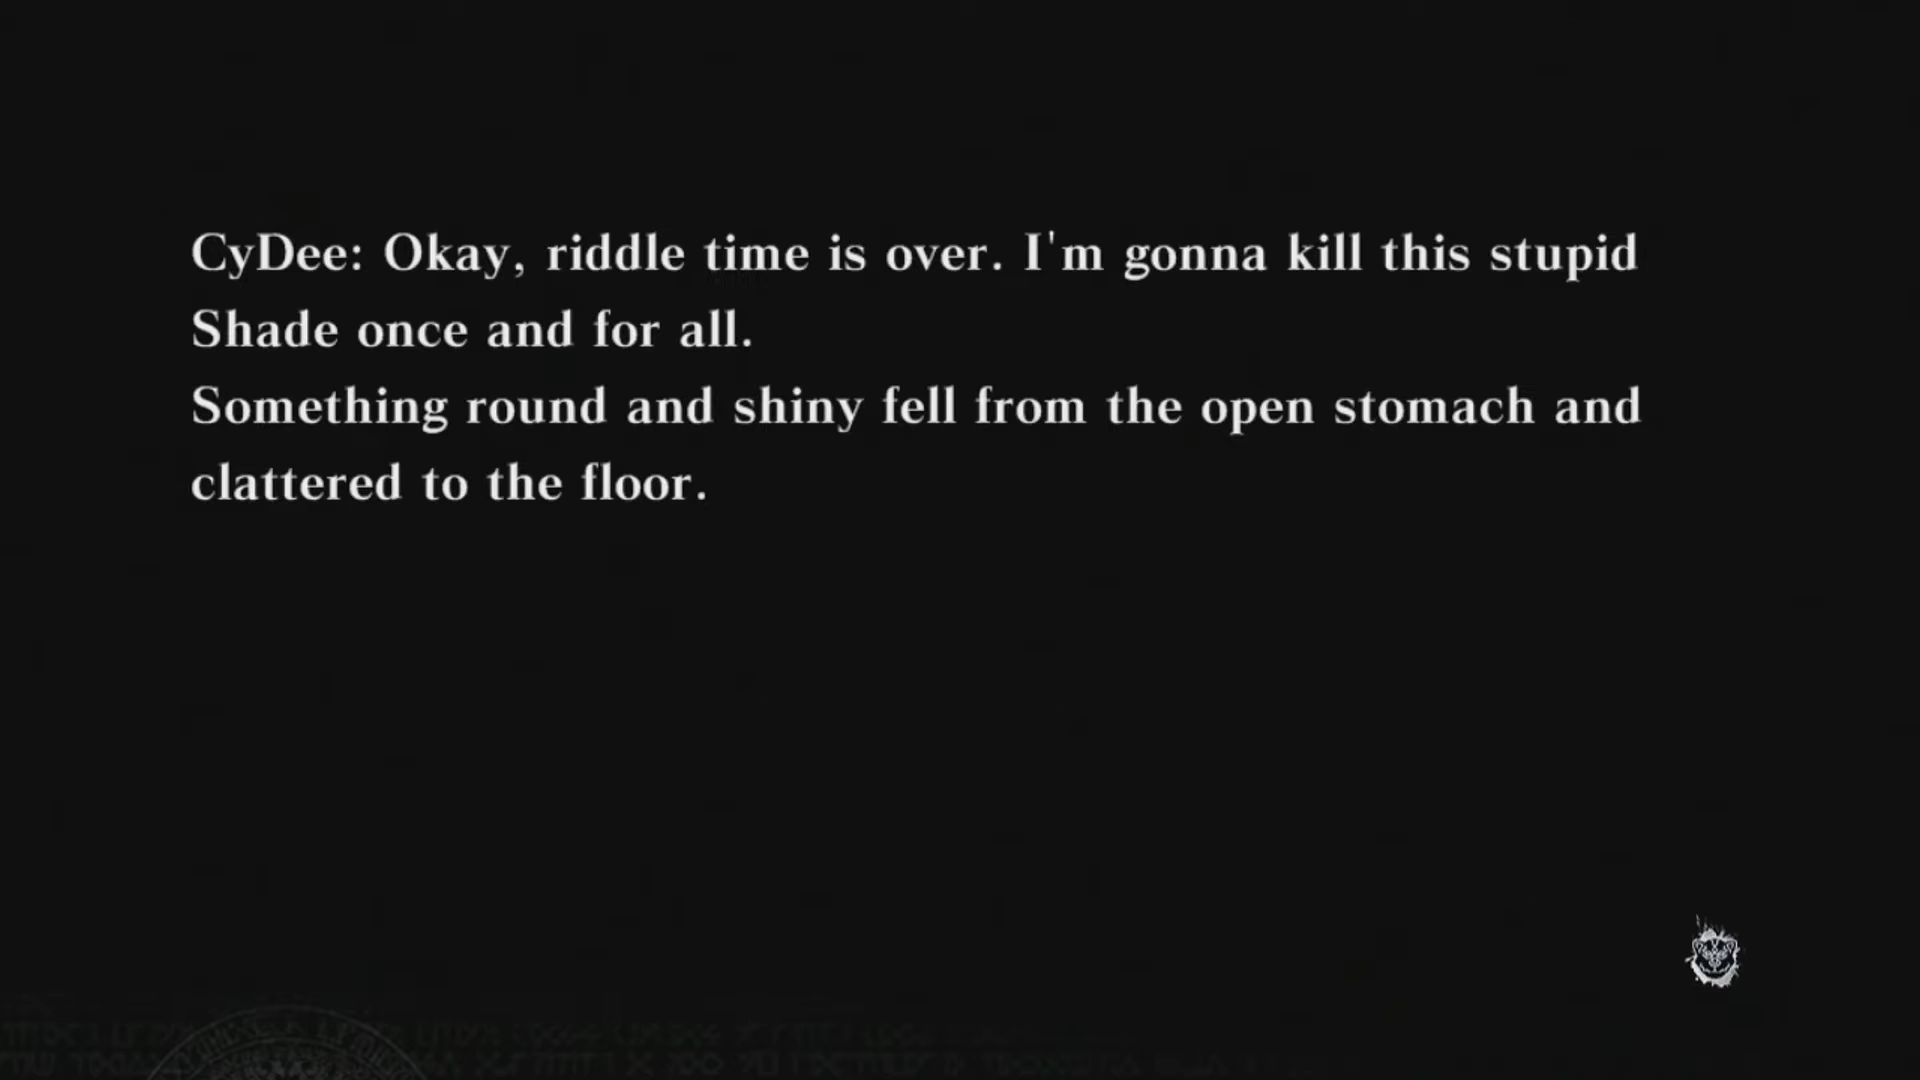 CyDee: Okay, riddle time is over. I'm gonna kill this stupid
Shade once and for all.
Something round and shiny fell from the open stomach and
clattered to the floor.